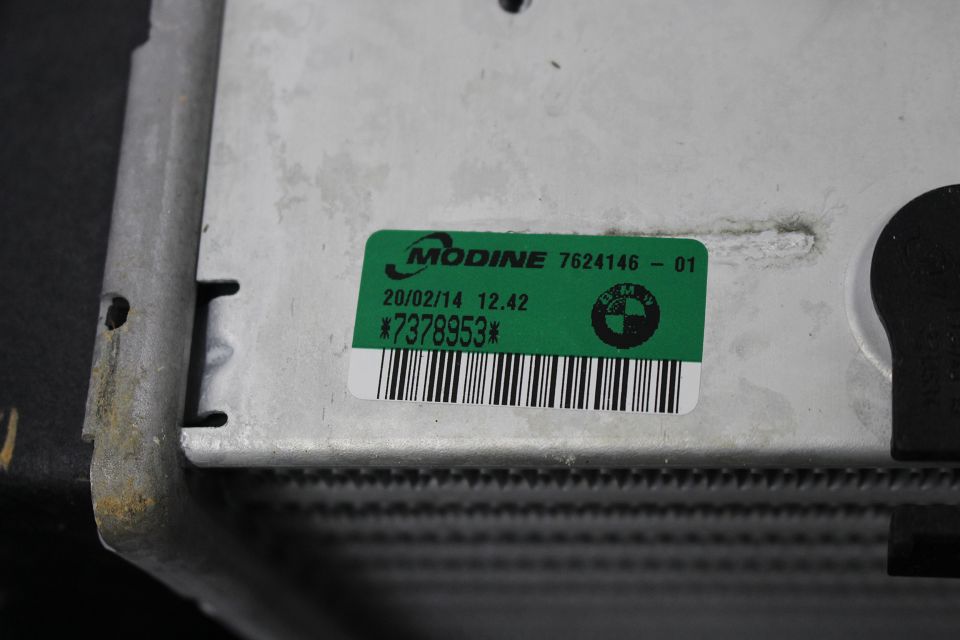 MODINE 7624146 - 01
20/02/14 12.42
BMW
*7378953*